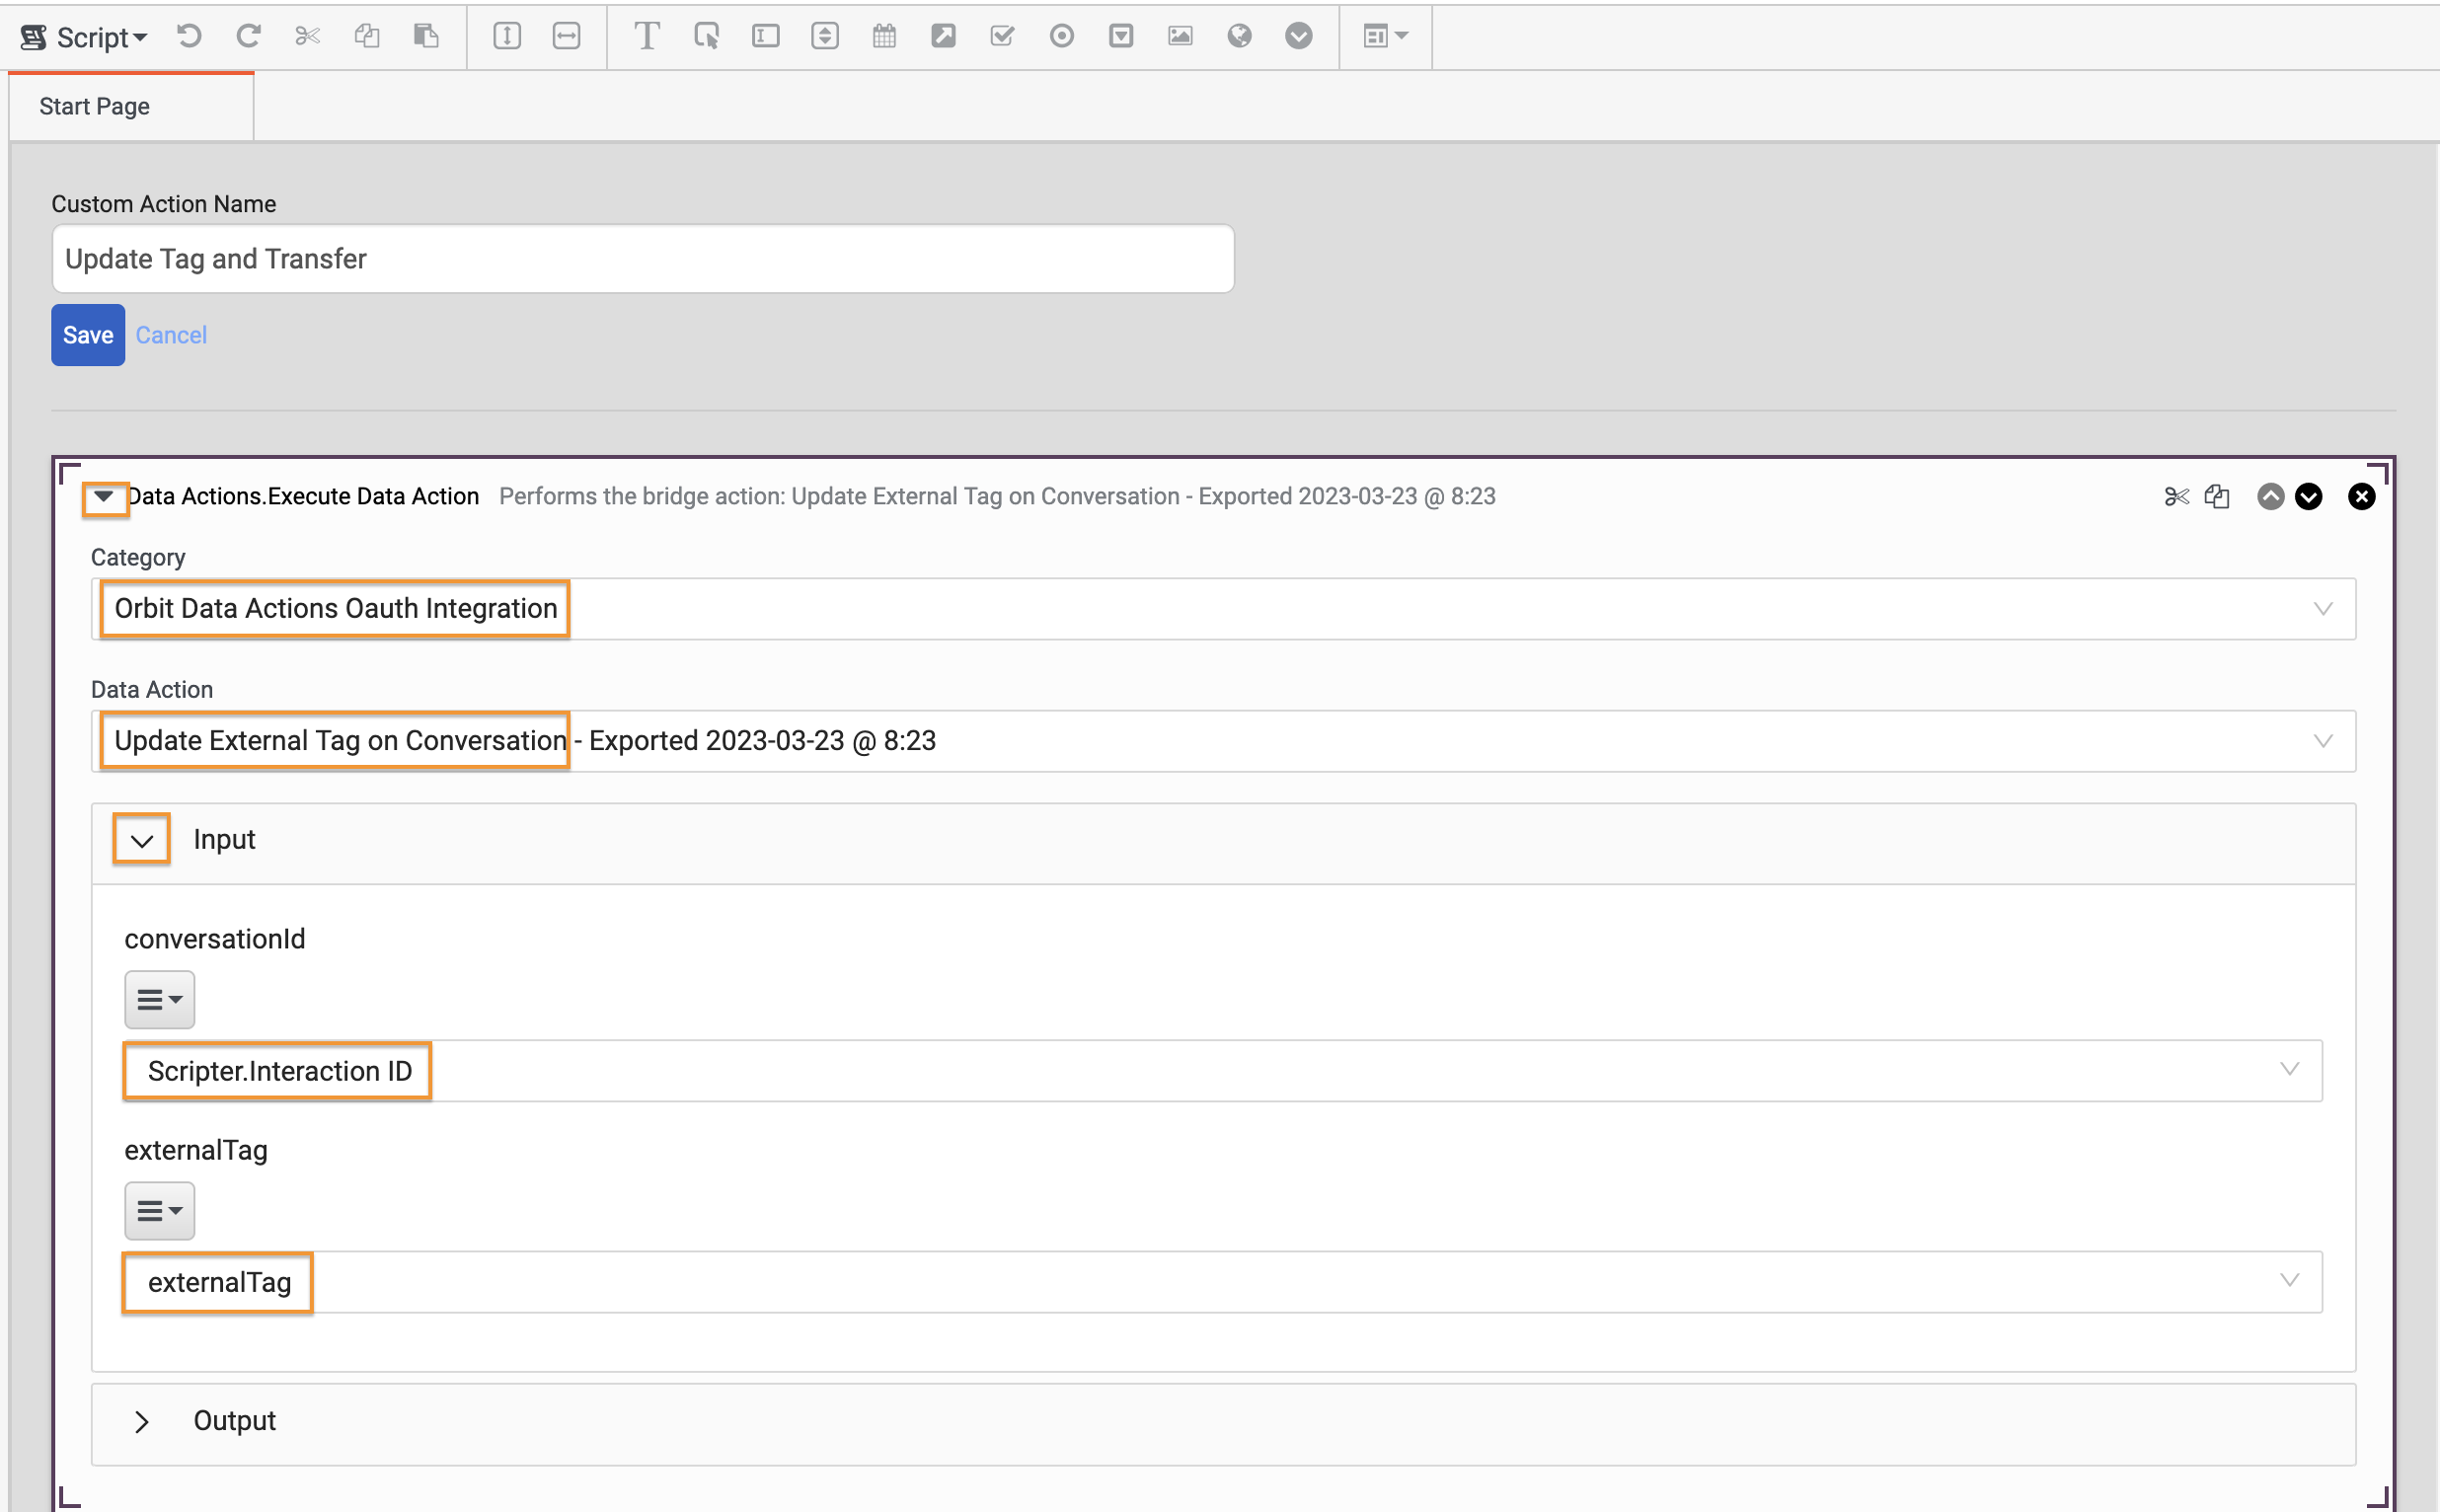 Script
Start Page
Custom Action Name
Update Tag and Transfer
Save Cancel
Data Actions.Execute Data Action Performs the bridge action: Update External Tag on Conversation - Exported 2023-03-23 @ 8:23
Category
Orbit Data Actions Oauth Integration
Data Action
Update External Tag on Conversation - Exported 2023-03-23 @ 8:23
Input
conversationId
Scripter.Interaction ID
externalTag
externalTag
Output